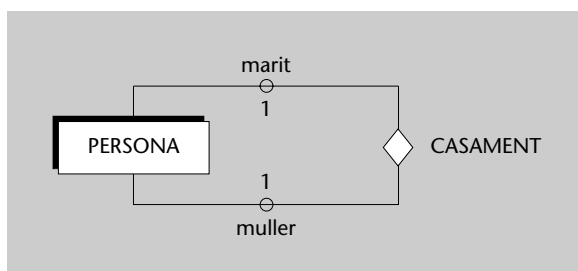 marit
1
PERSONA
CASAMENT
1
muller